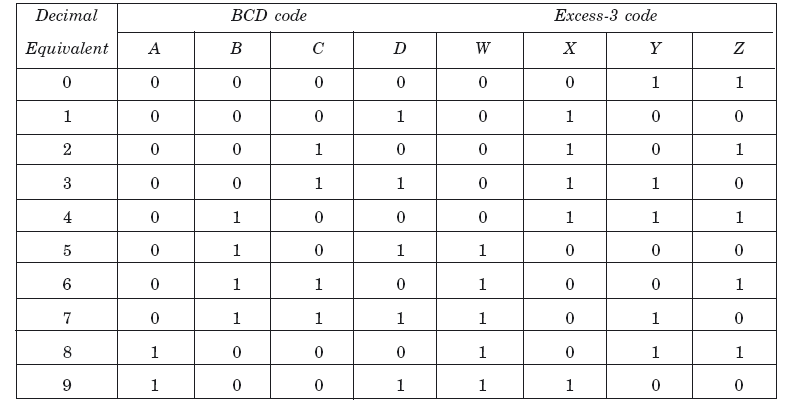 Decimal BCD code Excess-3 code
Equivalent A B C D W X Y Z
0 0 0 0 0 0 0 1 1
1 0 0 0 1 0 1 0 0
2 0 0 1 0 0 1 0 1
3 0 0 1 1 0 1 1 0
4 0 1 0 0 0 1 1 1
5 0 1 0 1 1 0 0 0
6 0 1 1 0 1 0 0 1
7 0 1 1 1 1 0 1 0
8 1 0 0 0 1 0 1 1
9 1 0 0 1 1 1 0 0